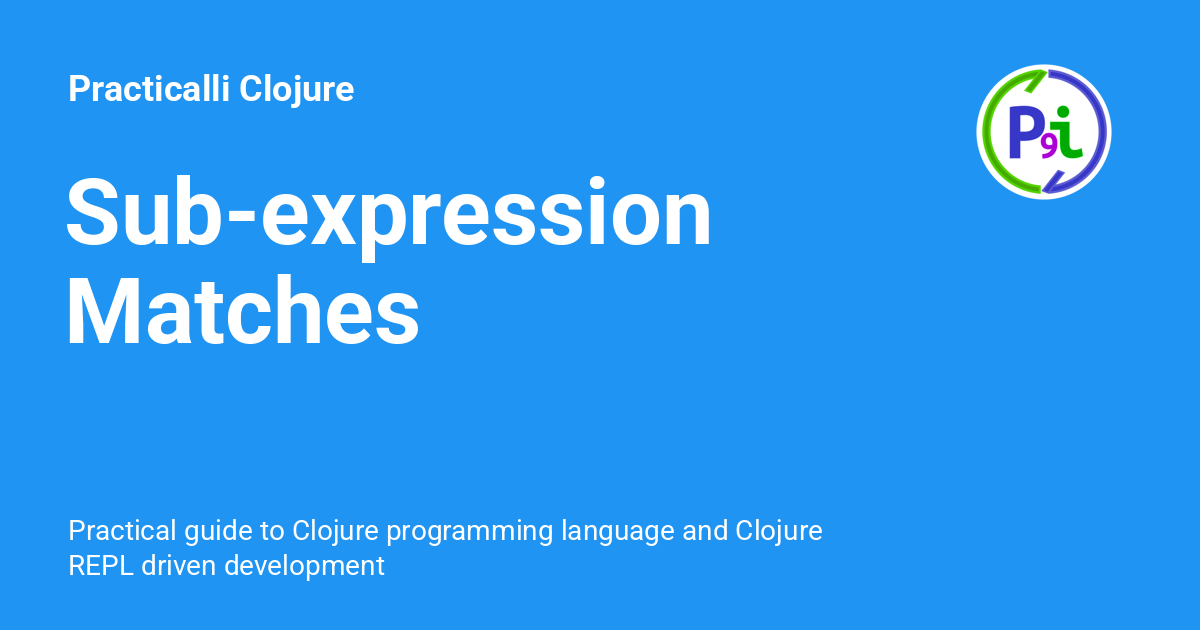 Practicalli Clojure
P9i
Sub-expression
Matches
Practical guide to Clojure programming language and Clojure
REPL driven development